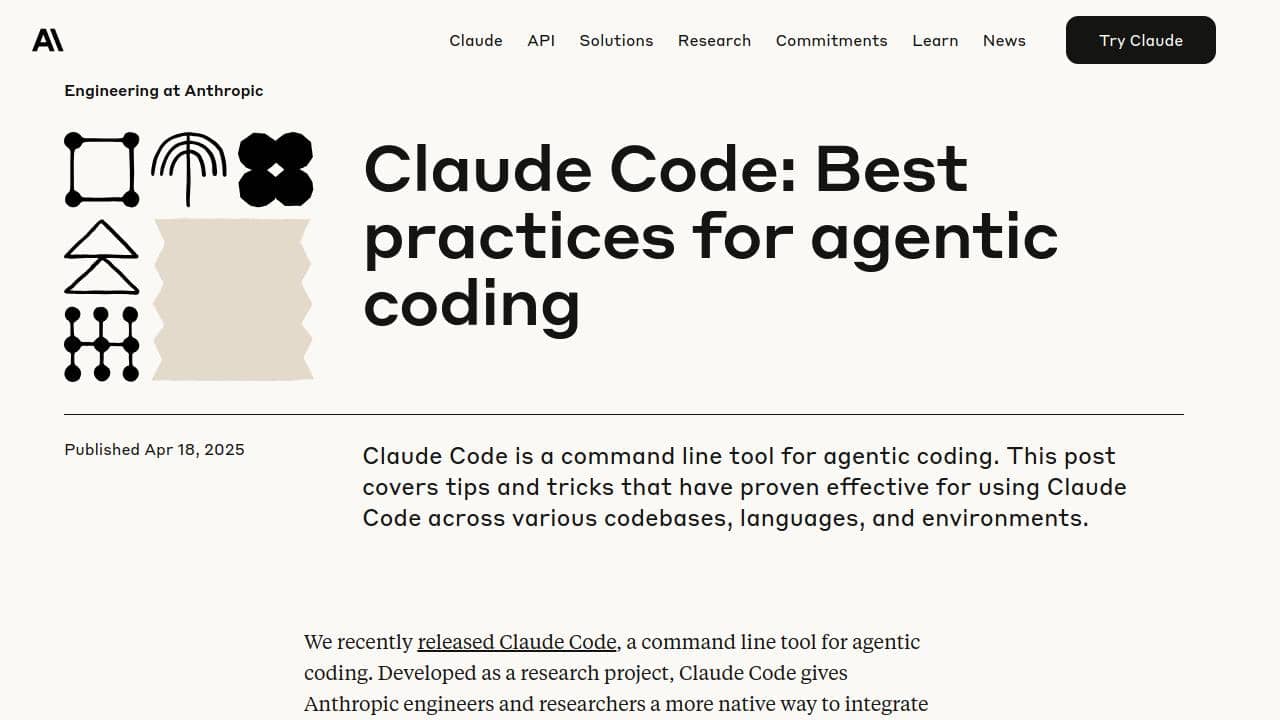 Claude API Solutions Research Commitments Learn News Try Claude
Engineering at Anthropic
Claude Code: Best
practices for agentic
coding
Published Apr 18, 2025
Claude Code is a command line tool for agentic coding. This post
covers tips and tricks that have proven effective for using Claude
Code across various codebases, languages, and environments.
We recently released Claude Code, a command line tool for agentic
coding. Developed as a research project, Claude Code gives
Anthropic engineers and researchers a more native way to integrate